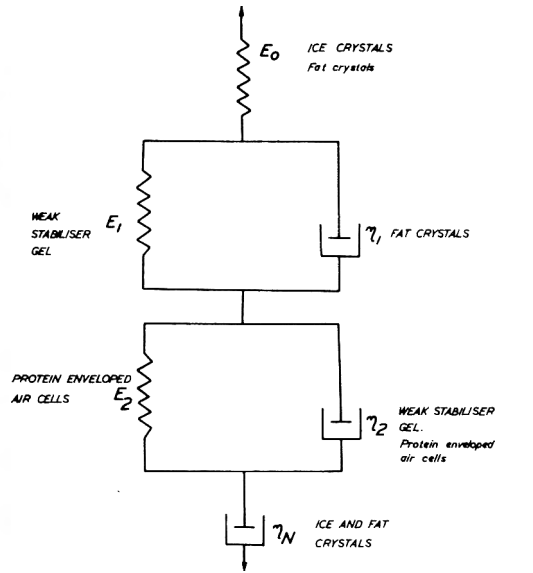 E0
ICE CRYSTALS
Fat crystals
WEAK
STABILISER
GEL
E1
η1
FAT CRYSTALS
PROTEIN ENVELOPED
AIR CELLS
E2
η2
WEAK STABILISER
GEL.
Protein enveloped
air cells
ηN
ICE AND FAT
CRYSTALS